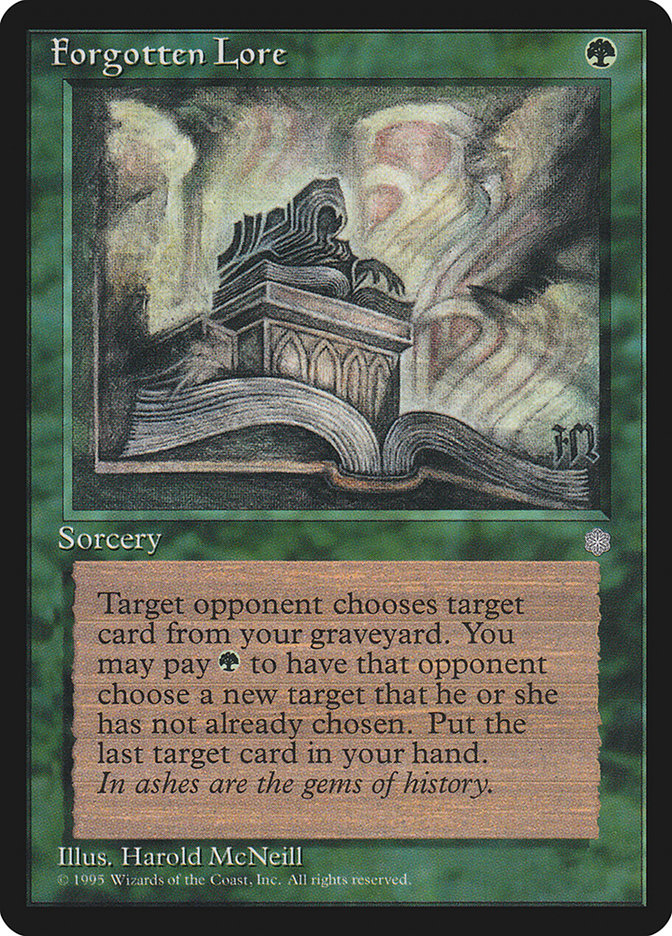 Forgotten Lore
Sorcery
Target opponent chooses target
card from your graveyard. You
may pay to have that opponent
choose a new target that he or she
has not already chosen. Put the
last target card in your hand.
In ashes are the gems of history.
Illus. Harold McNeill
© 1995 Wizards of the Coast, Inc. All rights reserved.